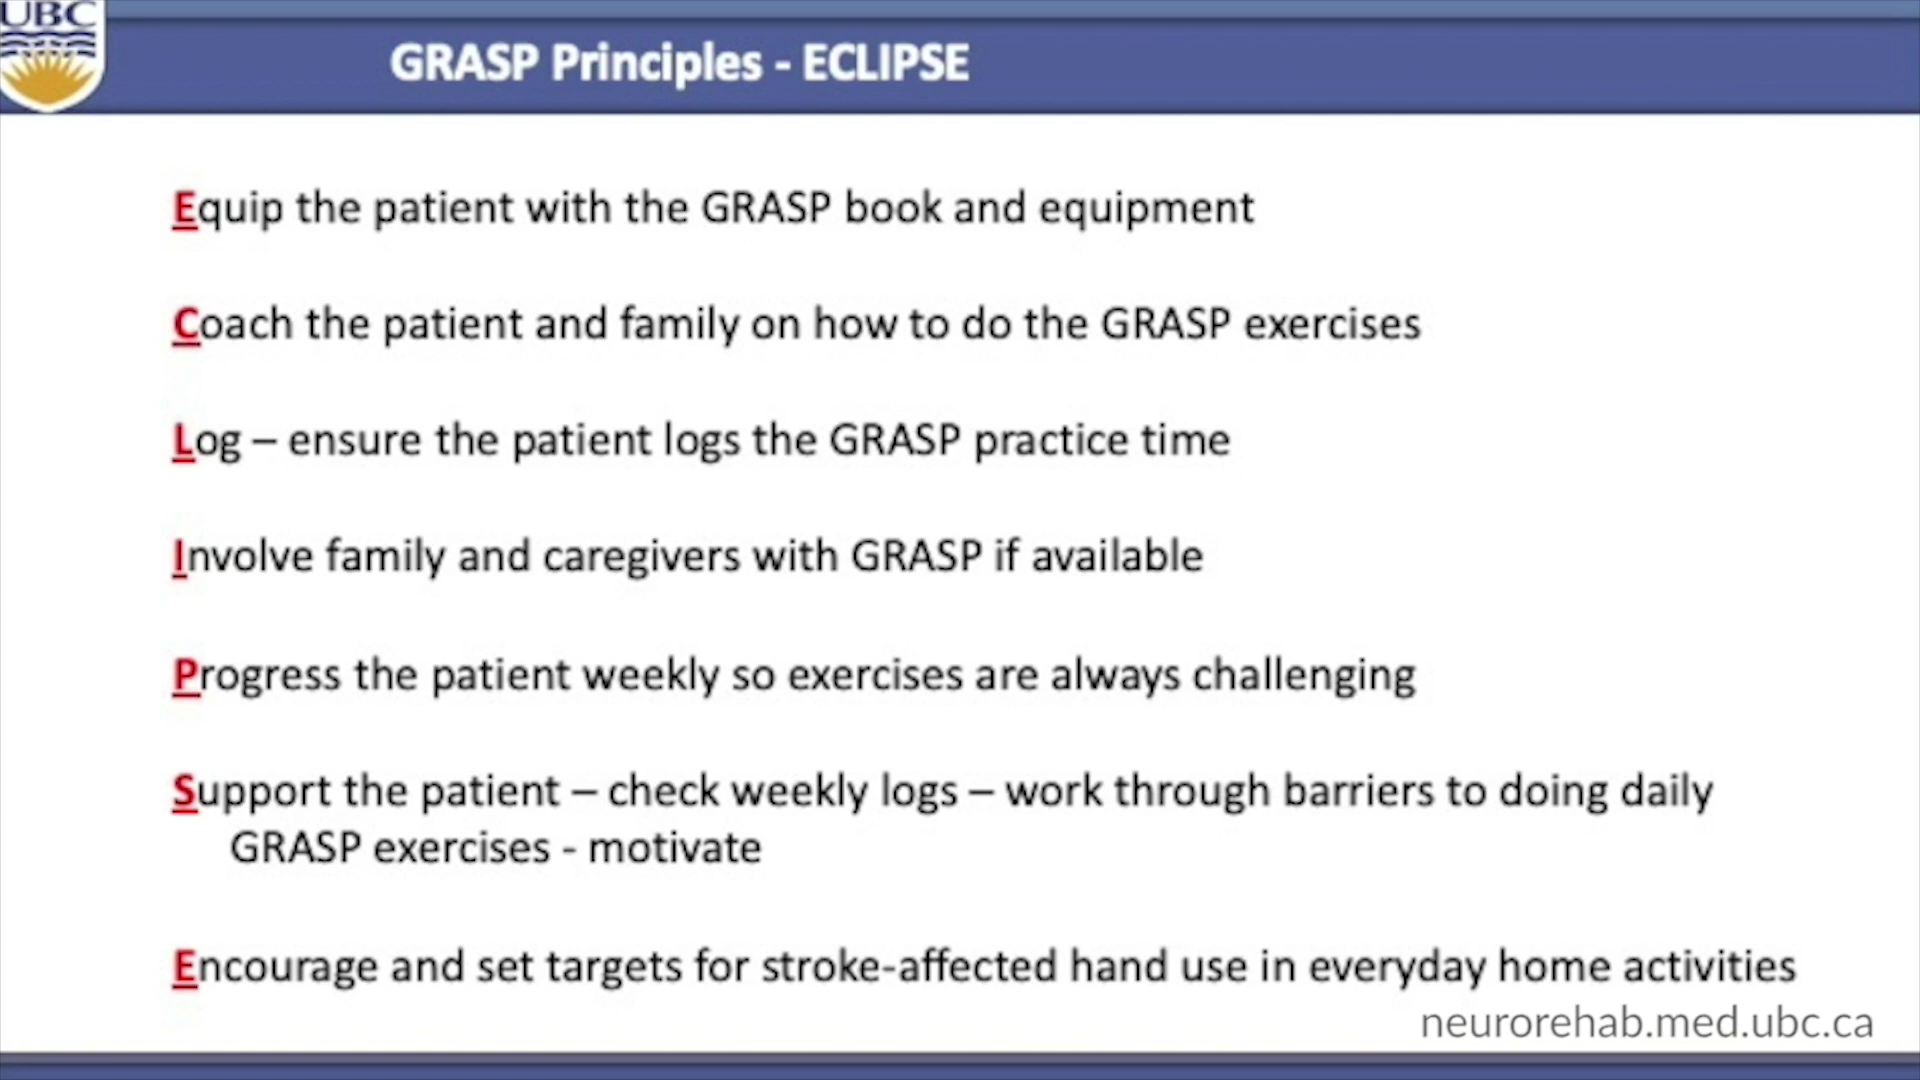 UBC
GRASP Principles - ECLIPSE
Equip the patient with the GRASP book and equipment
Coach the patient and family on how to do the GRASP exercises
Log – ensure the patient logs the GRASP practice time
Involve family and caregivers with GRASP if available
Progress the patient weekly so exercises are always challenging
Support the patient – check weekly logs – work through barriers to doing daily
GRASP exercises - motivate
Encourage and set targets for stroke-affected hand use in everyday home activities
neurorehab.med.ubc.ca